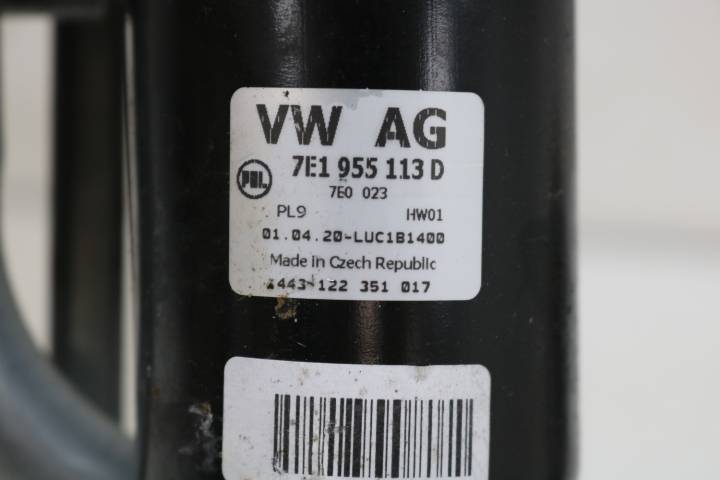 VW AG
7E1 955 113 D
PAL
7E0 023
PL9 HW01
01.04.20-LUC1B1400
Made in Czech Republic
443 122 351 017